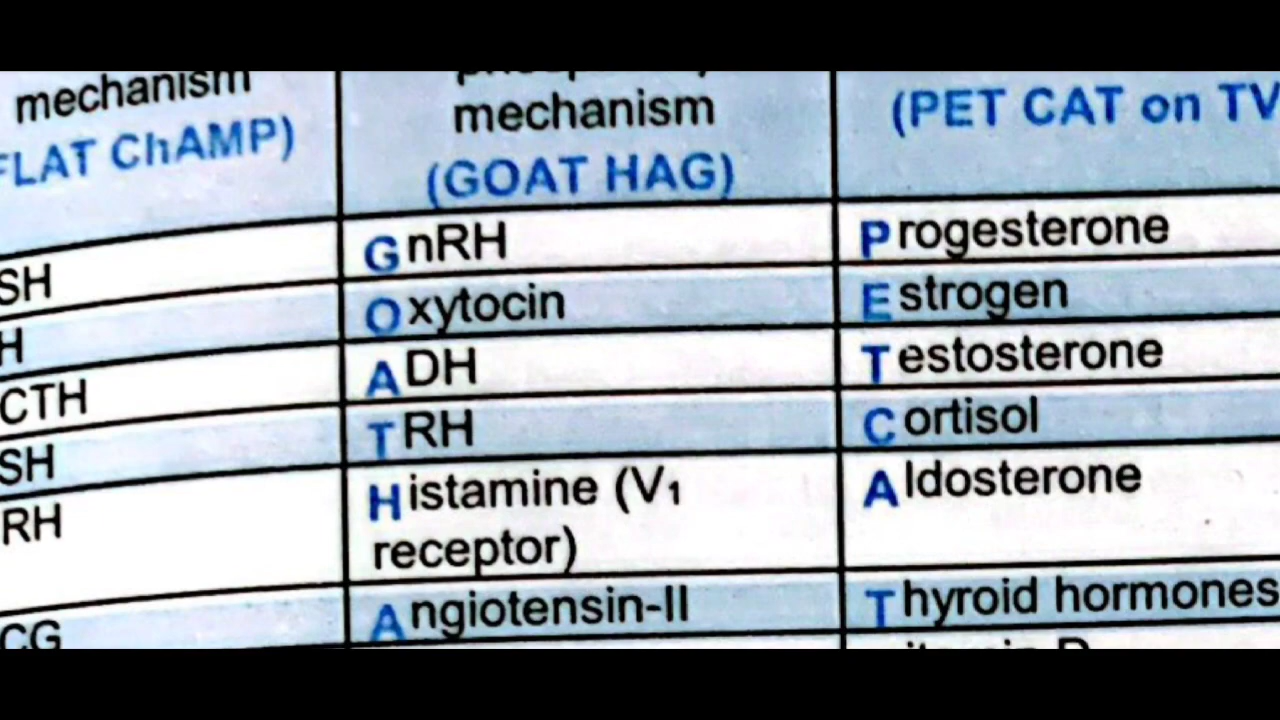 mechanism
FLAT ChAMP)
SH
H
CTH
SH
RH
CG
mechanism
(GOAT HAG)
GnRH
Oxytocin
ADH
TRH
Histamine (V₁
receptor)
Angiotensin-II
(PET CAT on TV
Progesterone
Estrogen
Testosterone
Cortisol
Aldosterone
Thyroid hormones